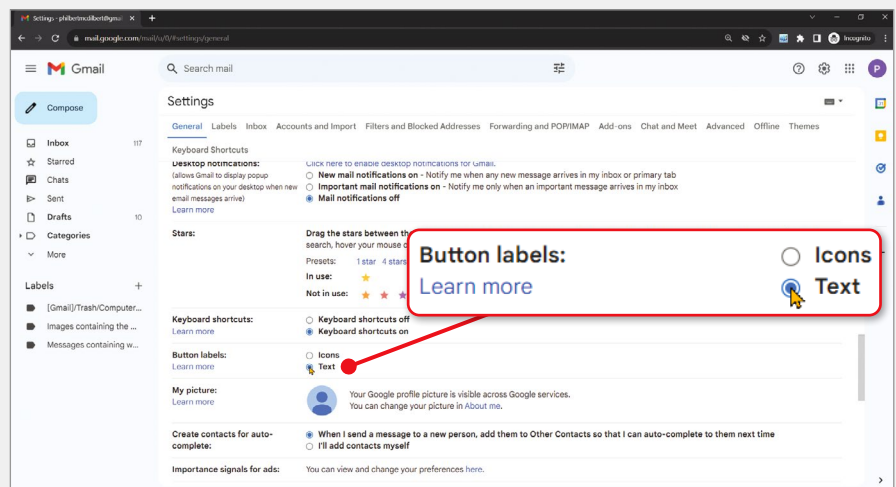 Settings - philbertmcdilbert@gmai
mail.google.com/mail/u/0/#settings/general
Incognito
Gmail
Search mail
P
Compose
Inbox 117
Starred
Chats
Sent
Drafts 10
Categories
More
Labels
[Gmail]/Trash/Computer...
Images containing the ...
Messages containing w...
Settings
General Labels Inbox Accounts and Import Filters and Blocked Addresses Forwarding and POP/IMAP Add-ons Chat and Meet Advanced Offline Themes
Keyboard Shortcuts
Desktop notifications: Click here to enable desktop notifications for Gmail.
(allows Gmail to display popup New mail notifications on - Notify me when any new message arrives in my inbox or primary tab
notifications on your desktop when new Important mail notifications on - Notify me only when an important message arrives in my inbox
email messages arrive) Mail notifications off
Learn more
Stars: Drag the stars between the
search, hover your mouse
Presets: 1 star 4 stars
In use:
Not in use:
Button labels: Icons
Learn more Text
Keyboard shortcuts: Keyboard shortcuts off
Learn more Keyboard shortcuts on
Button labels: Icons
Learn more Text
My picture: Your Google profile picture is visible across Google services.
Learn more You can change your picture in About me.
Create contacts for auto- When I send a message to a new person, add them to Other Contacts so that I can auto-complete to them next time
complete: I'll add contacts myself
Importance signals for ads: You can view and change your preferences here.